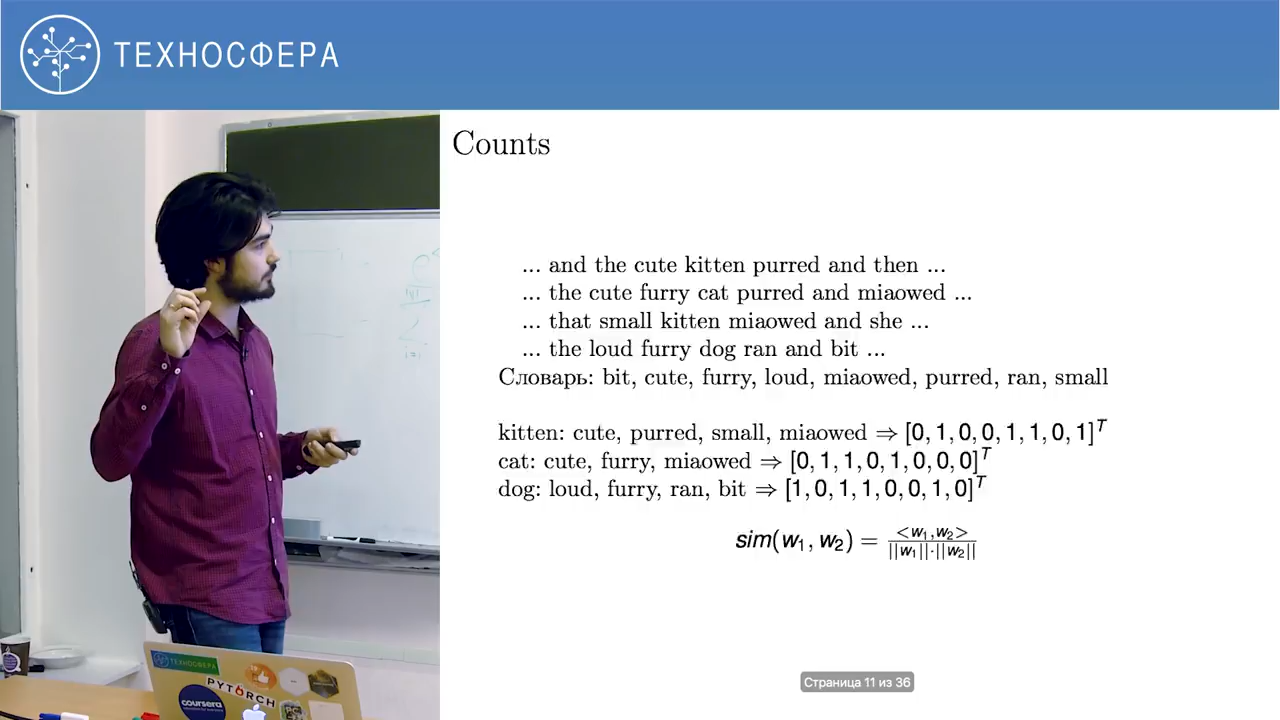 ТЕХНОСФЕРА
Counts
... and the cute kitten purred and then ...
... the cute furry cat purred and miaowed ...
... that small kitten miaowed and she ...
... the loud furry dog ran and bit ...
Словарь: bit, cute, furry, loud, miaowed, purred, ran, small
kitten: cute, purred, small, miaowed ⇒ [0, 1, 0, 0, 1, 1, 0, 1]ᵀ
cat: cute, furry, miaowed ⇒ [0, 1, 1, 0, 1, 0, 0, 0]ᵀ
dog: loud, furry, ran, bit ⇒ [1, 0, 1, 1, 0, 0, 1, 0]ᵀ
sim(w₁, w₂) = <w₁,w₂> / ||w₁||·||w₂||
Страница 11 из 36
ТЕХНОСФЕРА
PYTORCH
coursera